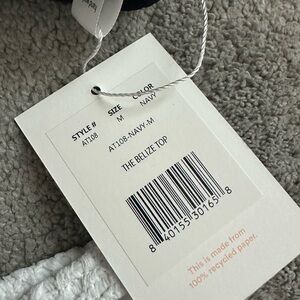 STYLE # SIZE COLOR
AT108 M NAVY
AT108-NAVY-M
THE BELIZE TOP
8 40155 30165 8
This is made from
100% recycled paper.